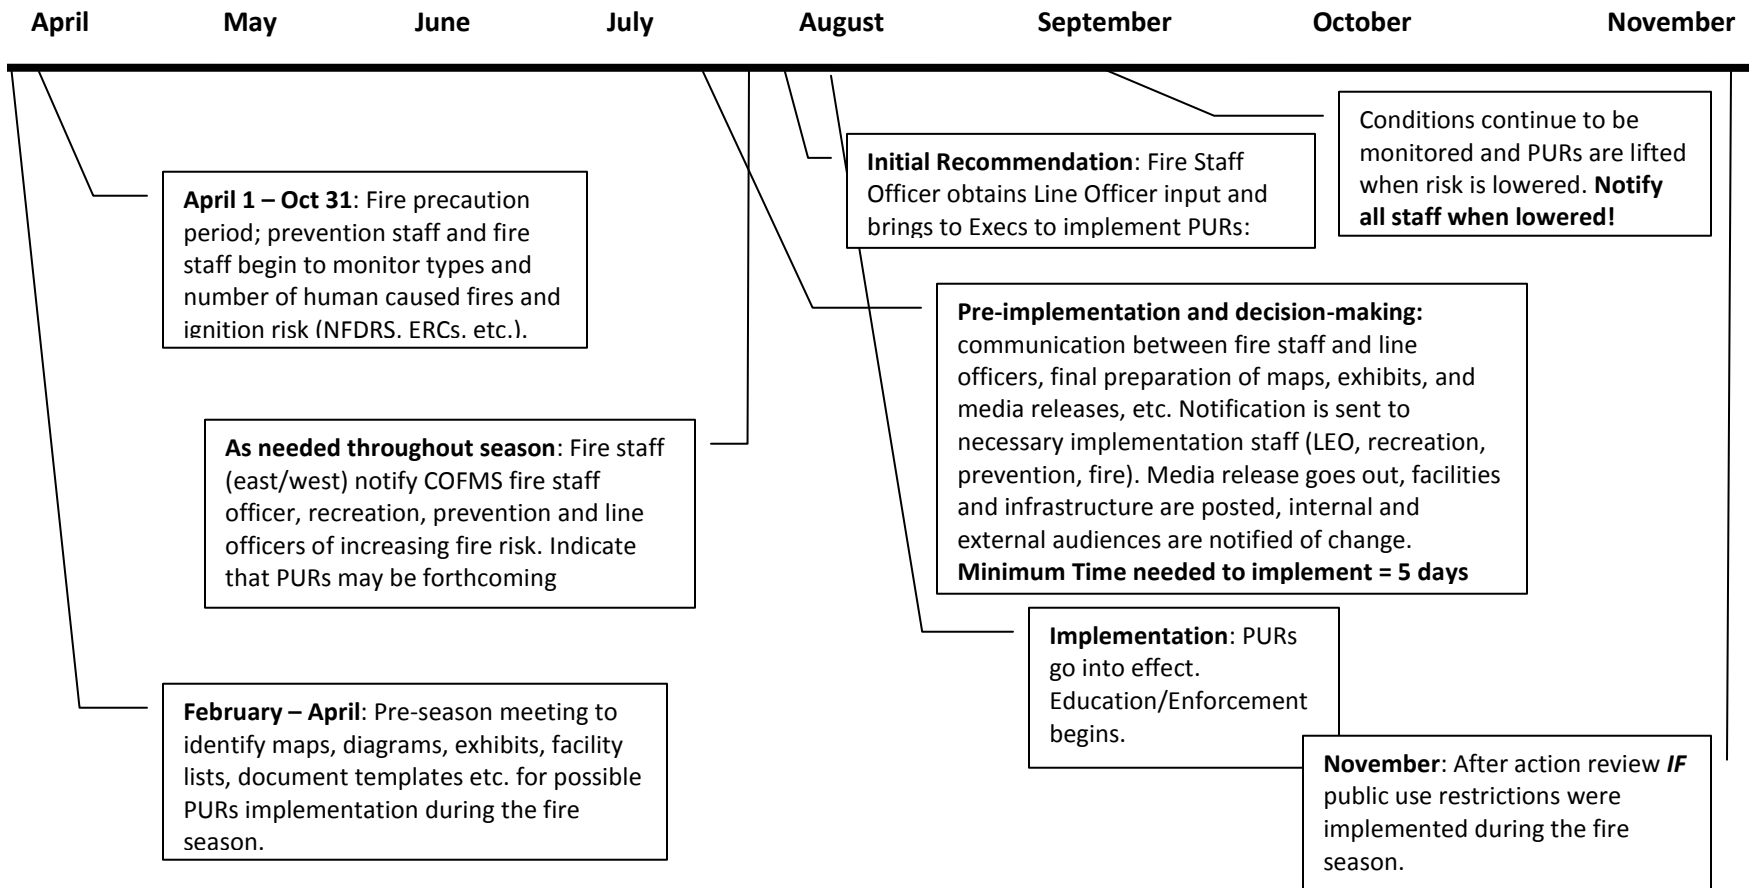 April May June July August September October November
Conditions continue to be
monitored and PURs are lifted
when risk is lowered. Notify
all staff when lowered!
Initial Recommendation: Fire Staff
Officer obtains Line Officer input and
brings to Execs to implement PURs:
April 1 – Oct 31: Fire precaution
period; prevention staff and fire
staff begin to monitor types and
number of human caused fires and
ignition risk (NFDRS, ERCs, etc.).
Pre-implementation and decision-making:
communication between fire staff and line
officers, final preparation of maps, exhibits, and
media releases, etc. Notification is sent to
necessary implementation staff (LEO, recreation,
prevention, fire). Media release goes out, facilities
and infrastructure are posted, internal and
external audiences are notified of change.
Minimum Time needed to implement = 5 days
As needed throughout season: Fire staff
(east/west) notify COFMS fire staff
officer, recreation, prevention and line
officers of increasing fire risk. Indicate
that PURs may be forthcoming
Implementation: PURs
go into effect.
Education/Enforcement
begins.
February – April: Pre-season meeting to
identify maps, diagrams, exhibits, facility
lists, document templates etc. for possible
PURs implementation during the fire
season.
November: After action review IF
public use restrictions were
implemented during the fire
season.